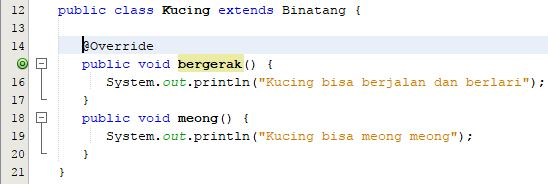 12 public class Kucing extends Binatang {
13
14 @Override
public void bergerak() {
16 System.out.println("Kucing bisa berjalan dan berlari");
17 }
18 public void meong() {
19 System.out.println("Kucing bisa meong meong");
20 }
21 }